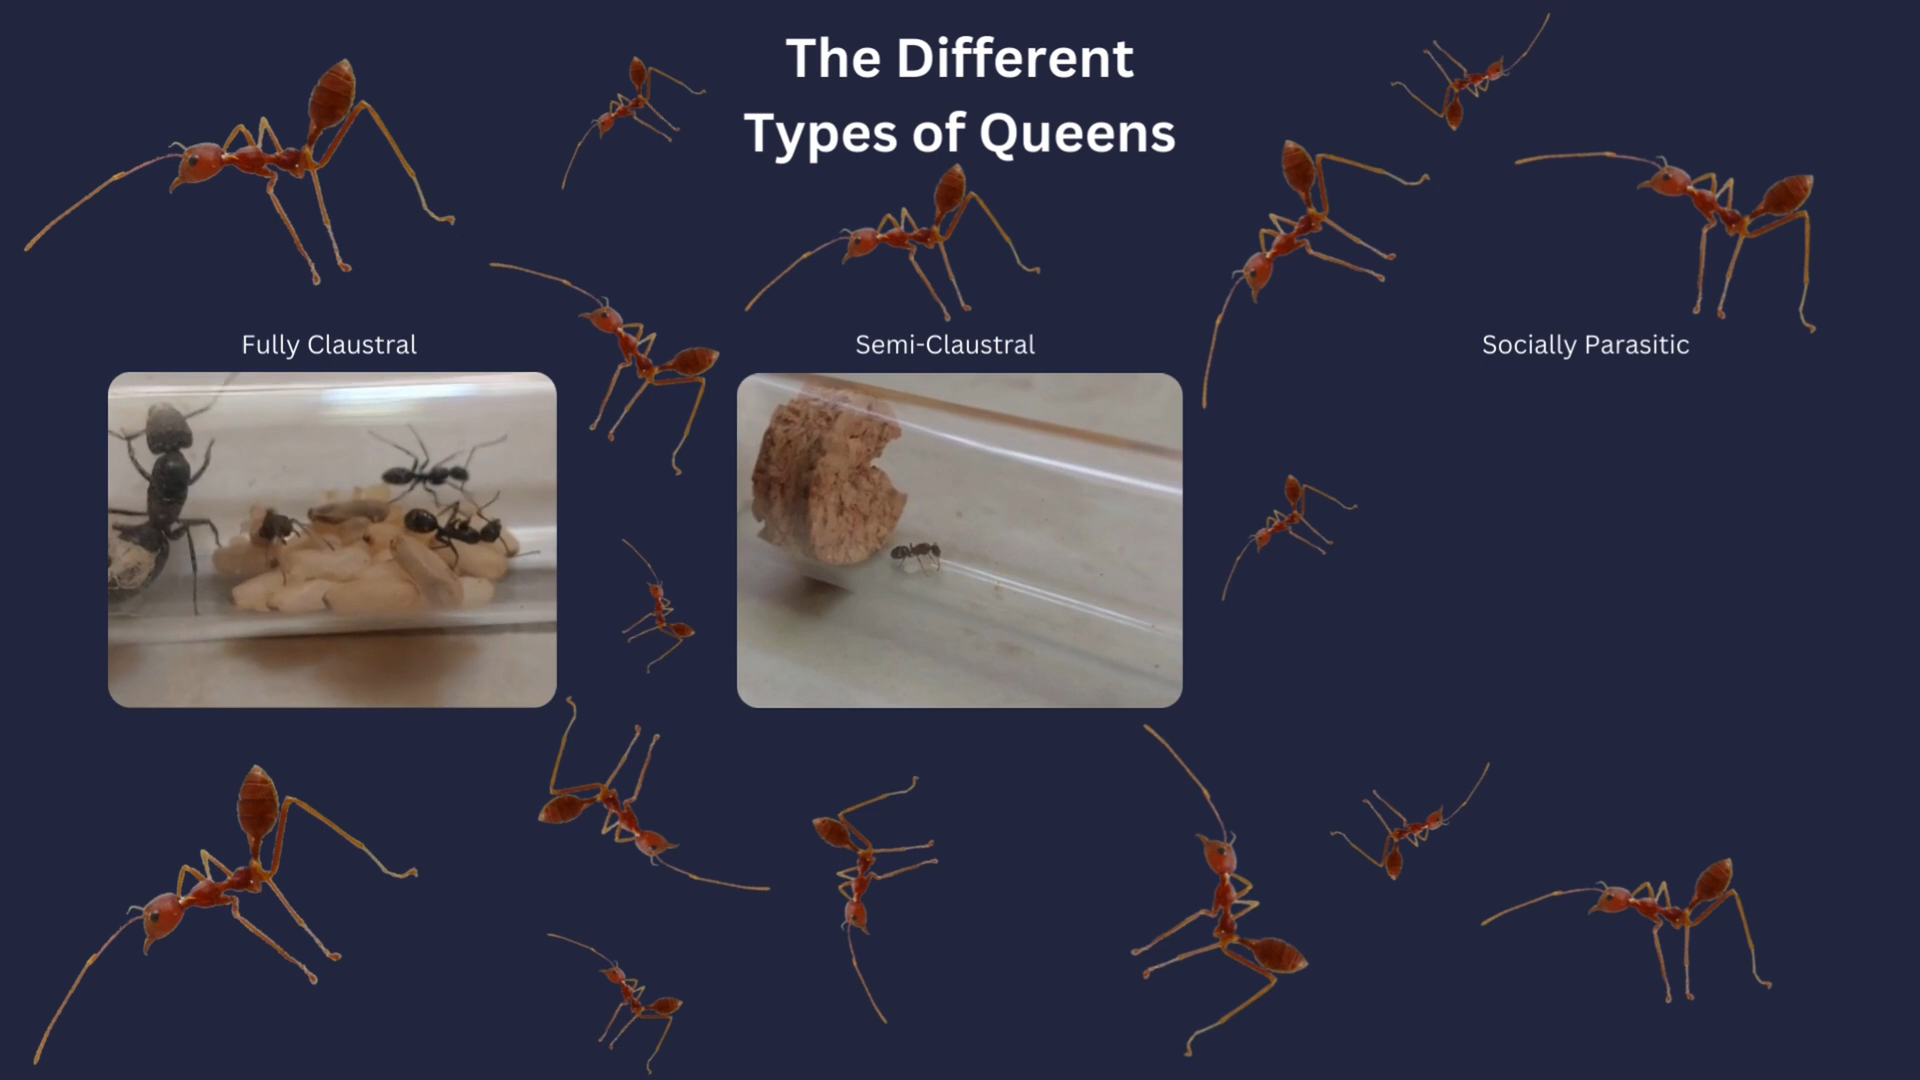 The Different
Types of Queens
Fully Claustral
Semi-Claustral
Socially Parasitic